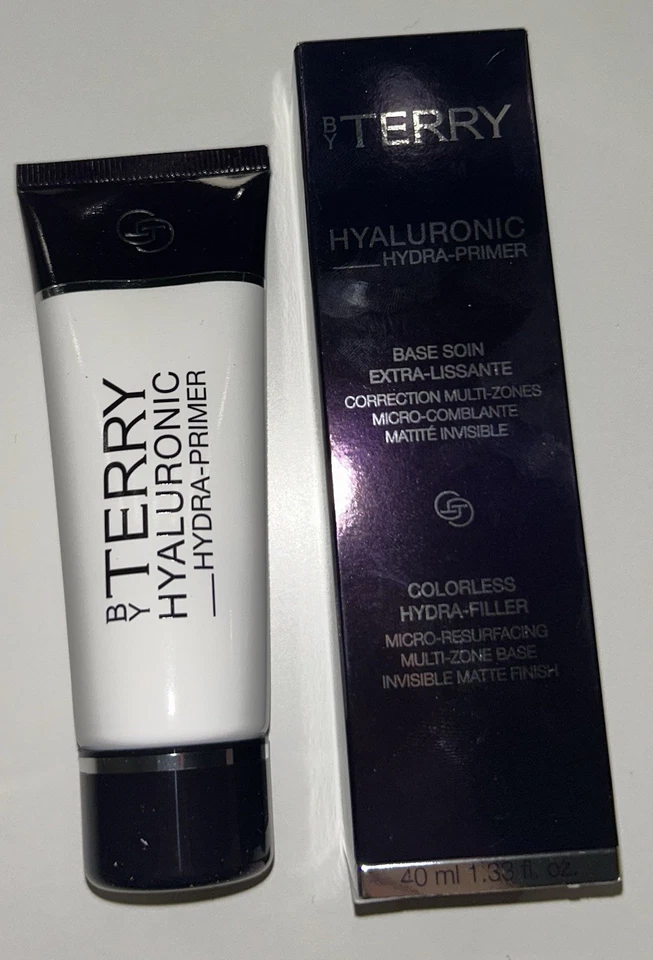 BY TERRY
HYALURONIC
HYDRA-PRIMER
BY TERRY
HYALURONIC
HYDRA-PRIMER
BASE SOIN
EXTRA-LISSANTE
CORRECTION MULTI-ZONES
MICRO-COMBLANTE
MATITÉ INVISIBLE
COLORLESS
HYDRA-FILLER
MICRO-RESURFACING
MULTI-ZONE BASE
INVISIBLE MATTE FINISH
40 ml 1.33 fl. oz.